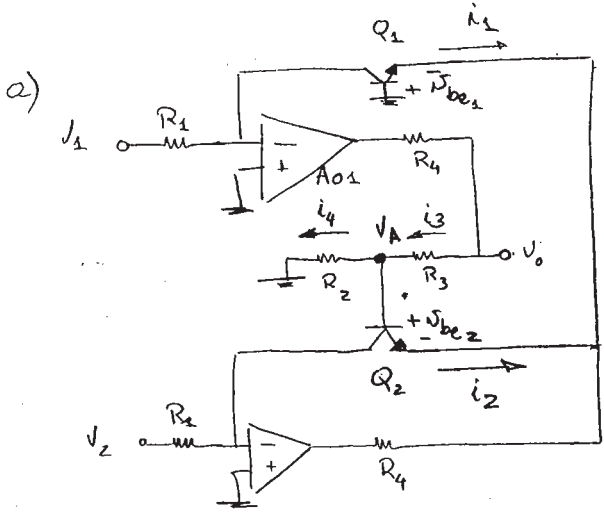 a)
Q1
i1
+ - Vbe1
R1
V1
-
+
AO1
R4
i4
VA
i3
R2
R3
Vo
+ Vbe2
-
Q2
i2
R1
V2
-
+
R4